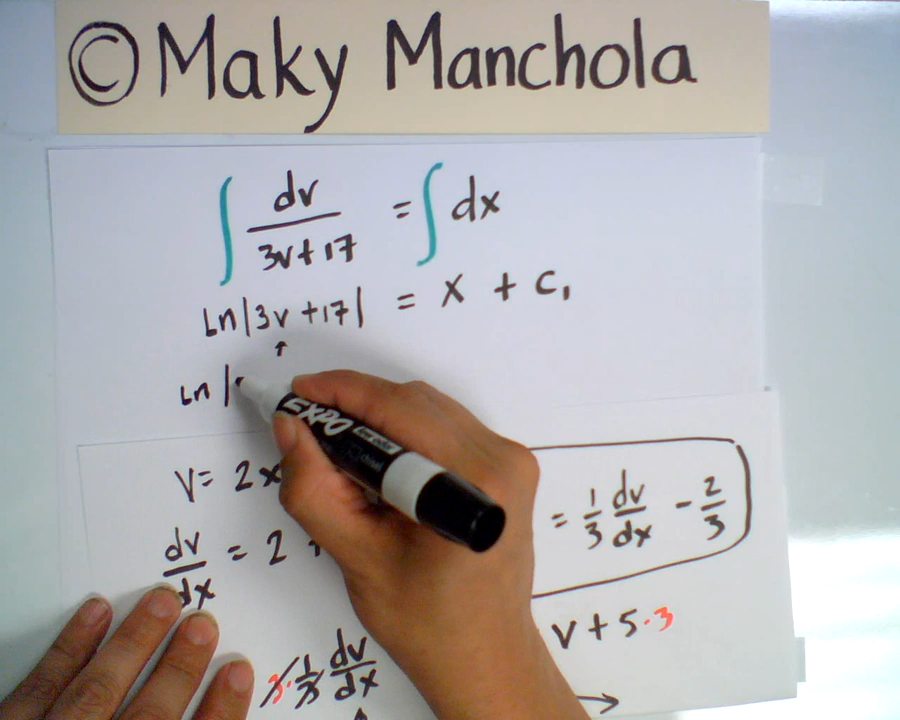 © Maky Manchola
∫ dv / 3v + 17 = ∫ dx
Ln |3v + 17| = x + c₁
↑
Ln |
EXPO
v = 2x
= 1/3 dv/dx - 2/3
dv/dx = 2 +
v + 5 · 3
3 · 1/3 dv/dx
→